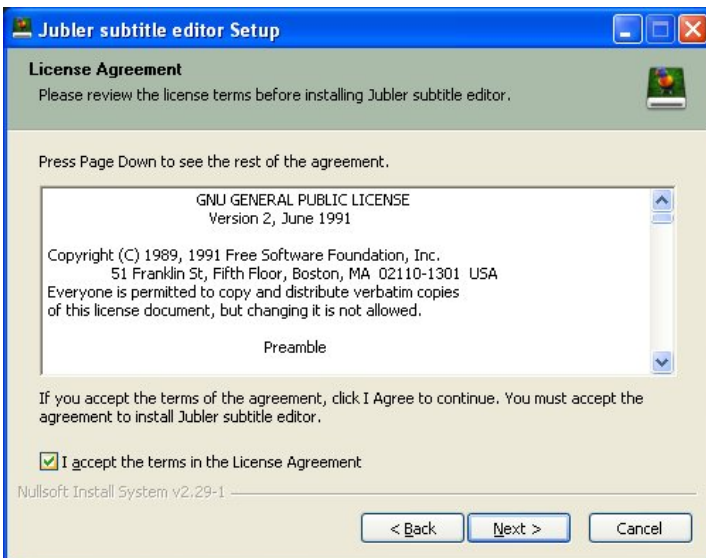 Jubler subtitle editor Setup
License Agreement
Please review the license terms before installing Jubler subtitle editor.
Press Page Down to see the rest of the agreement.
GNU GENERAL PUBLIC LICENSE
Version 2, June 1991
Copyright (C) 1989, 1991 Free Software Foundation, Inc.
51 Franklin St, Fifth Floor, Boston, MA 02110-1301 USA
Everyone is permitted to copy and distribute verbatim copies
of this license document, but changing it is not allowed.
Preamble
If you accept the terms of the agreement, click I Agree to continue. You must accept the
agreement to install Jubler subtitle editor.
I accept the terms in the License Agreement
Nullsoft Install System v2.29-1
< Back Next > Cancel